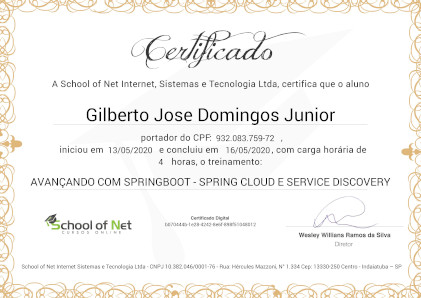 Certificado
A School of Net Internet, Sistemas e Tecnologia Ltda, certifica que o aluno
Gilberto Jose Domingos Junior
portador do CPF: 932.083.759-72 ,
iniciou em 13/05/2020 e concluiu em 16/05/2020, com carga horária de
4 horas, o treinamento:
AVANÇANDO COM SPRINGBOOT - SPRING CLOUD E SERVICE DISCOVERY
School of Net
CURSOS ONLINE
Certificado Digital
Wesley Willians Ramos da Silva
Diretor
School of Net Internet Sistemas e Tecnologia Ltda - CNPJ 10.382.046/0001-76 - Rua: Hércules Mazzoni, N° 1.334 Cep: 13330-250 Centro - Indaiatuba – SP